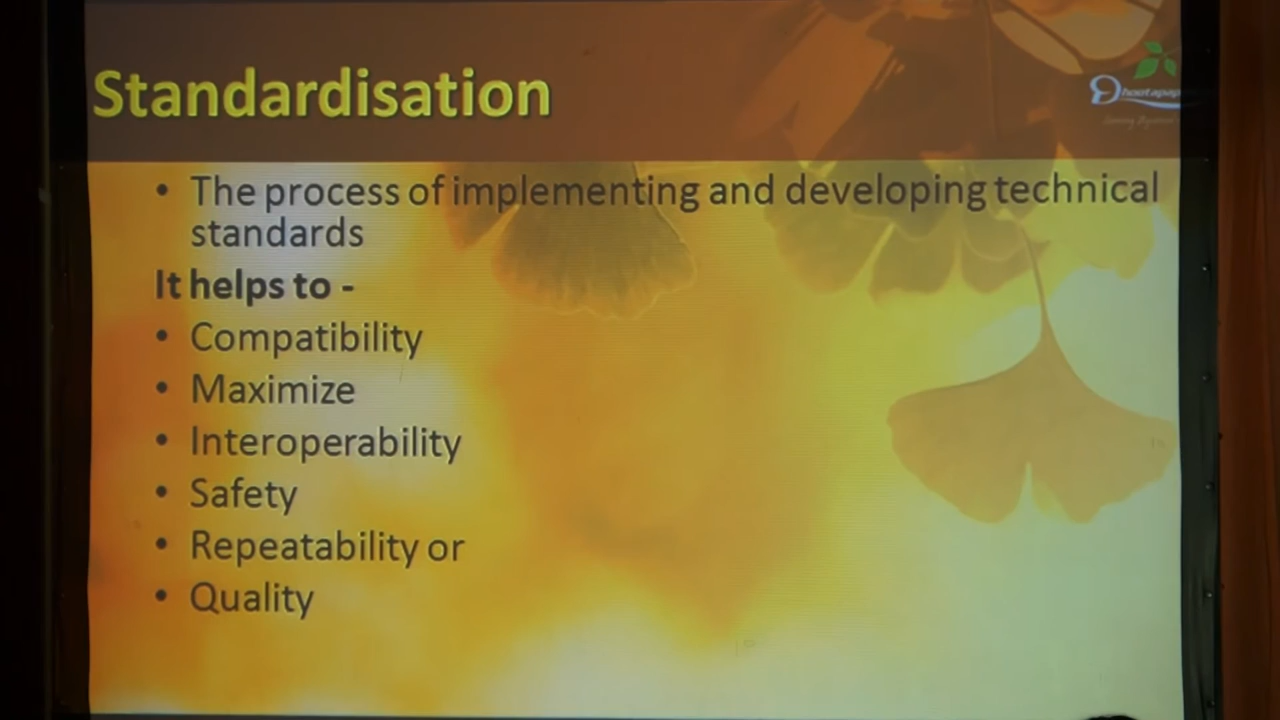 Standardisation
• The process of implementing and developing technical
standards
It helps to -
• Compatibility
• Maximize
• Interoperability
• Safety
• Repeatability or
• Quality